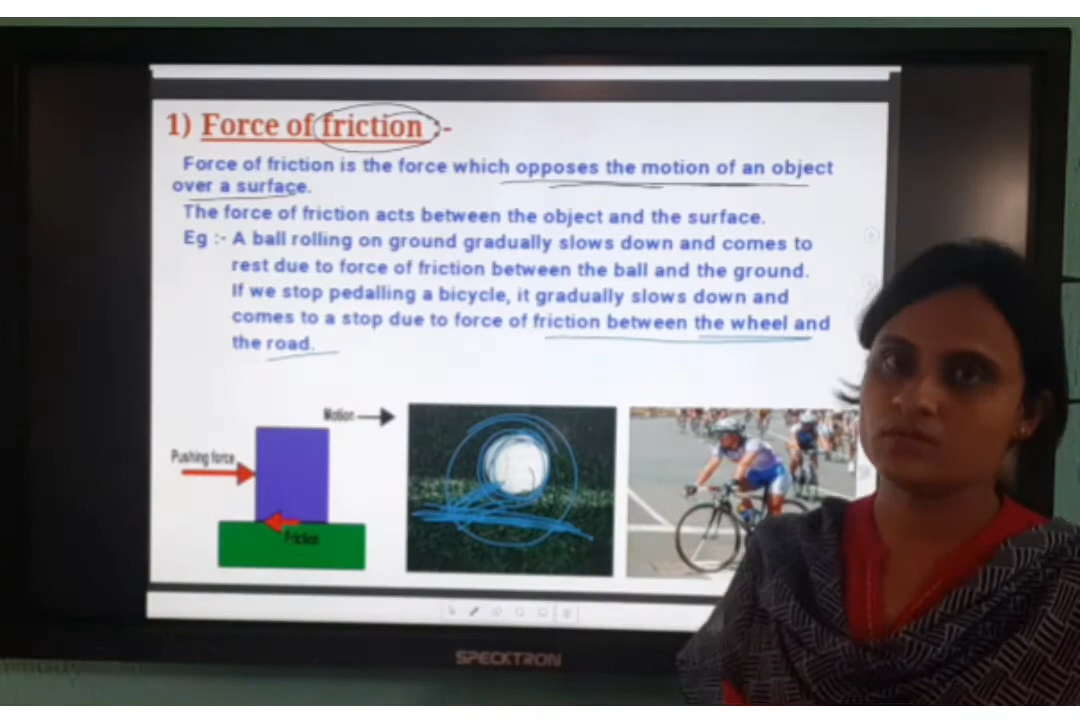 1) Force of friction :-
Force of friction is the force which opposes the motion of an object
over a surface.
The force of friction acts between the object and the surface.
Eg :- A ball rolling on ground gradually slows down and comes to
rest due to force of friction between the ball and the ground.
If we stop pedalling a bicycle, it gradually slows down and
comes to a stop due to force of friction between the wheel and
the road.
Motion
Pushing force
Friction
SPECKTRON